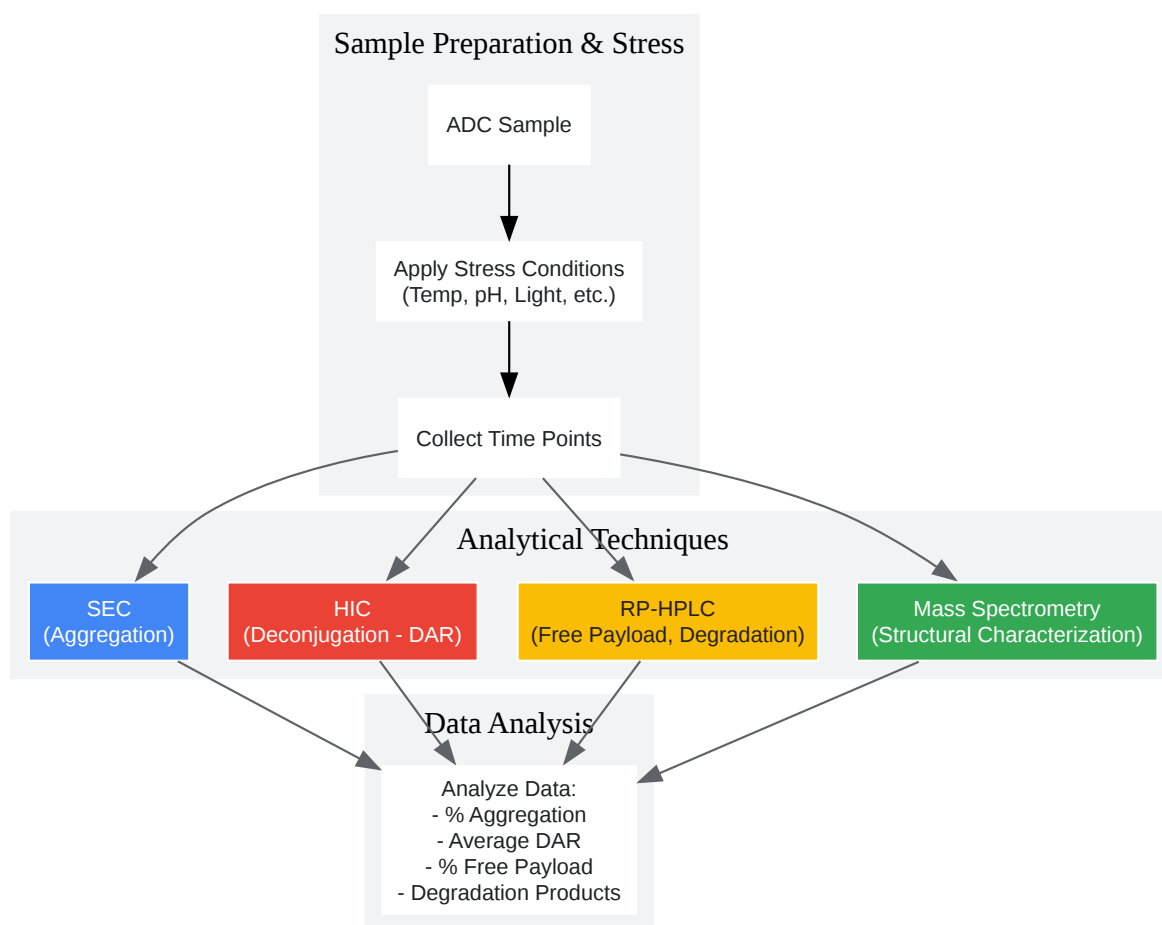 Sample Preparation & Stress
ADC Sample
Apply Stress Conditions
(Temp, pH, Light, etc.)
Collect Time Points
Analytical Techniques
SEC
(Aggregation)
HIC
(Deconjugation - DAR)
RP-HPLC
(Free Payload, Degradation)
Mass Spectrometry
(Structural Characterization)
Data Analysis
Analyze Data:
- % Aggregation
- Average DAR
- % Free Payload
- Degradation Products